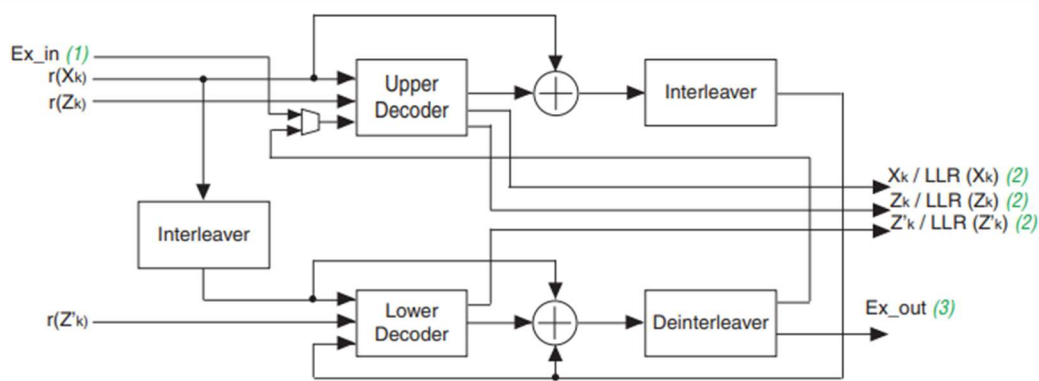 Ex_in (1)
r(Xk)
r(Zk)
Upper
Decoder
Interleaver
Xk / LLR (Xk) (2)
Zk / LLR (Zk) (2)
Z'k / LLR (Z'k) (2)
Interleaver
r(Z'k)
Lower
Decoder
Deinterleaver
Ex_out (3)